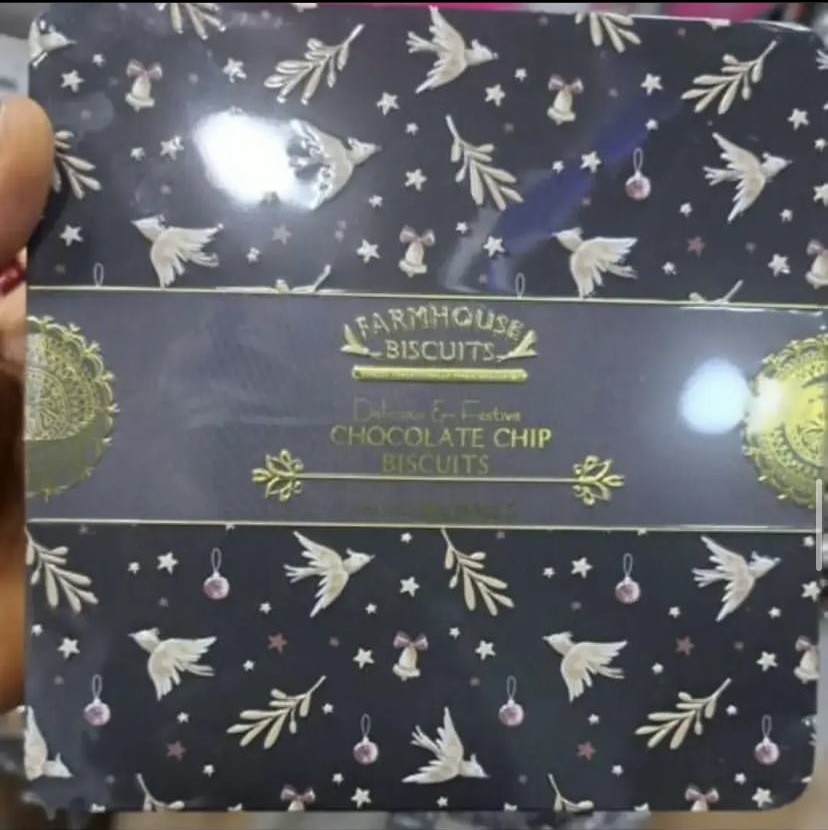 FARMHOUSE
BISCUITS
Delicious & Festive
CHOCOLATE CHIP
BISCUITS